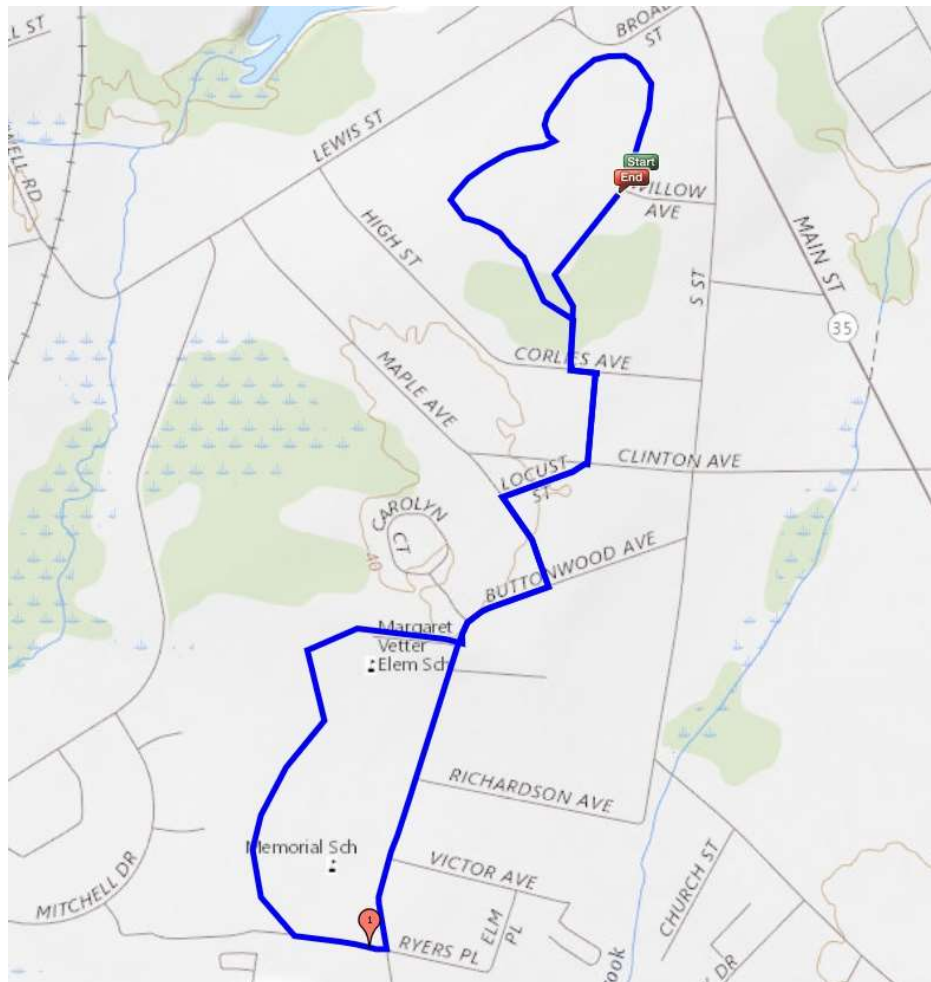 BROAD
ST
LEWIS ST
Start
End
WILLOW
AVE
HIGH ST
MAIN ST
S ST
35
CORLIES AVE
MAPLE AVE
CLINTON AVE
LOCUST
ST
CAROLYN
CT
40
BUTTONWOOD AVE
Margaret
Vetter
Elem Sch
RICHARDSON AVE
Memorial Sch
VICTOR AVE
MITCHELL DR
CHURCH ST
ELM
PL
1
RYERS PL
DR